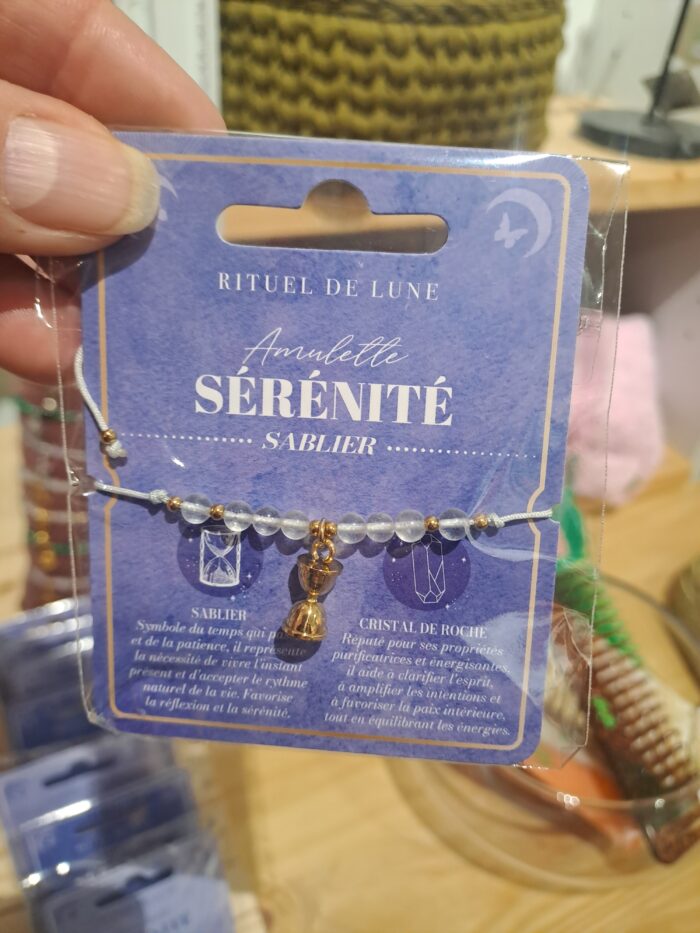 RITUEL DE LUNE
Amulette
SÉRÉNITÉ
SABLIER
SABLIER
Symbole du temps qui
et de la patience, il représente
la nécessité de vivre l'instant
présent et d'accepter le rythme
naturel de la vie. Favorise
la réflexion et la sérénité.
CRISTAL DE ROCHE
Réputé pour ses propriétés
purificatrices et énergisantes,
il aide à clarifier l'esprit,
à amplifier les intentions et
à favoriser la paix intérieure,
tout en équilibrant les énergies.